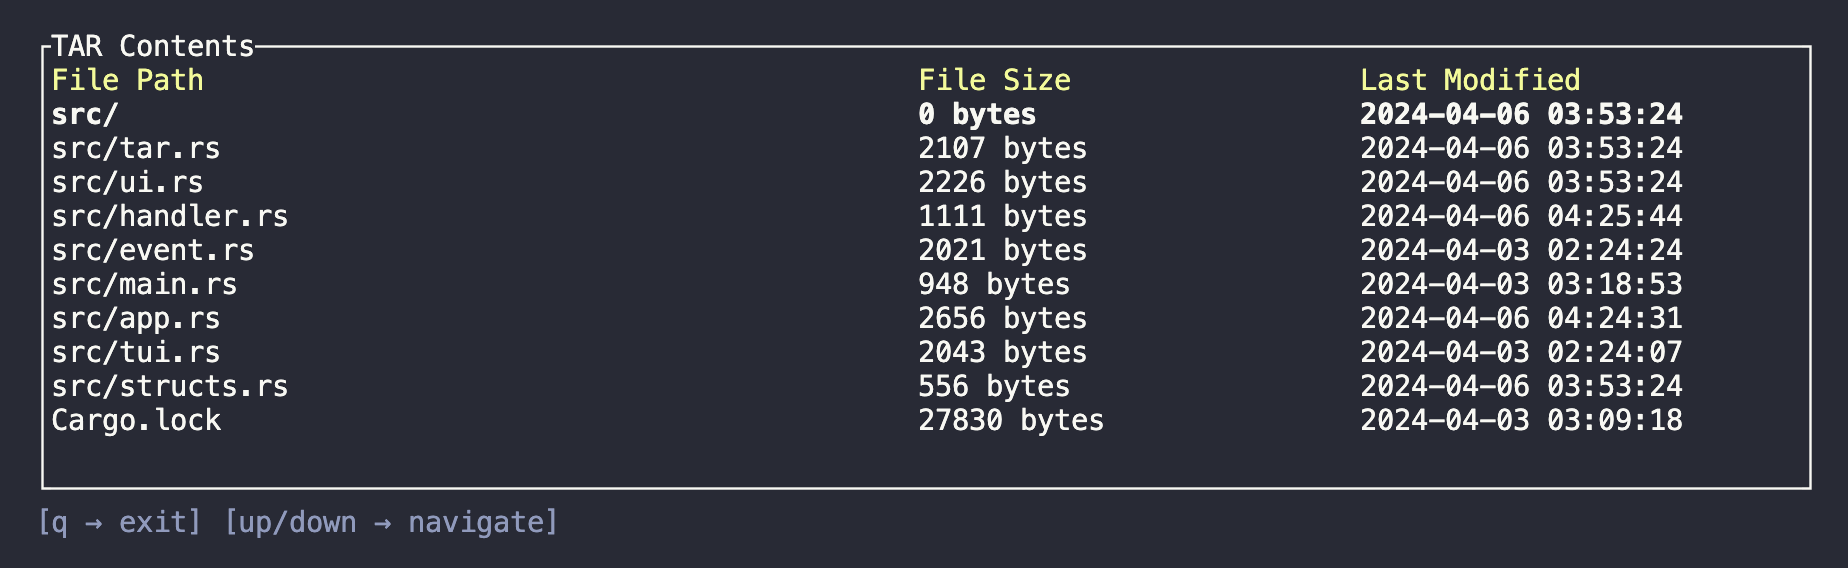 TAR Contents
File Path File Size Last Modified
src/ 0 bytes 2024-04-06 03:53:24
src/tar.rs 2107 bytes 2024-04-06 03:53:24
src/ui.rs 2226 bytes 2024-04-06 03:53:24
src/handler.rs 1111 bytes 2024-04-06 04:25:44
src/event.rs 2021 bytes 2024-04-03 02:24:24
src/main.rs 948 bytes 2024-04-03 03:18:53
src/app.rs 2656 bytes 2024-04-06 04:24:31
src/tui.rs 2043 bytes 2024-04-03 02:24:07
src/structs.rs 556 bytes 2024-04-06 03:53:24
Cargo.lock 27830 bytes 2024-04-03 03:09:18
[q → exit] [up/down → navigate]